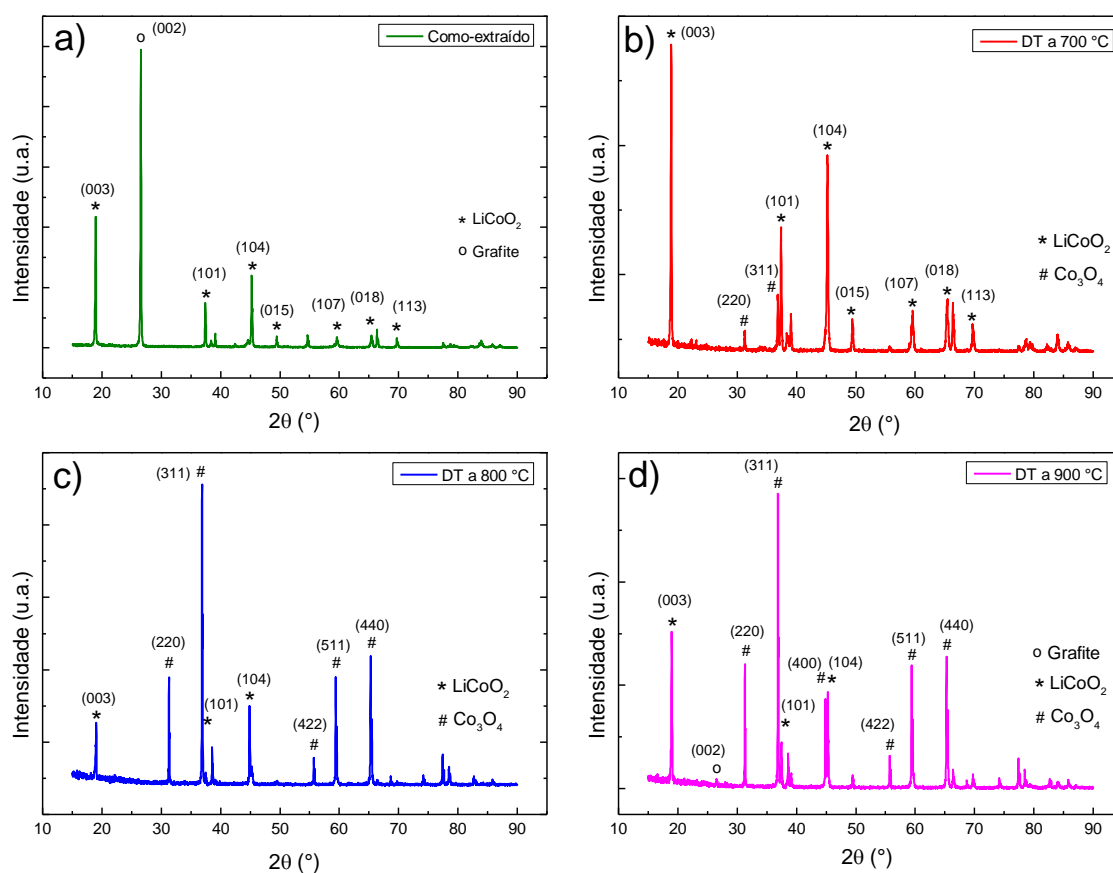 a)
(002)
o
Como-extraído
(003)
*
(104)
*
(101)
*
(015)
*
(107)
*
(018)
*
(113)
*
* LiCoO₂
o Grafite
Intensidade (u.a.)
10 20 30 40 50 60 70 80 90
2θ (°)
b)
* (003)
DT a 700 °C
(104)
*
(101)
*
(311)
#
(220)
#
(015)
*
(107)
*
(018)
*
(113)
*
* LiCoO₂
# Co₃O₄
Intensidade (u.a.)
10 20 30 40 50 60 70 80 90
2θ (°)
c)
(311) #
DT a 800 °C
(003)
*
(220)
#
(101)
*
(104)
*
(422)
#
(511)
#
(440)
#
* LiCoO₂
# Co₃O₄
Intensidade (u.a.)
10 20 30 40 50 60 70 80 90
2θ (°)
d)
(311)
#
DT a 900 °C
(003)
*
(002)
o
(220)
#
(101)
*
(400) (104)
# *
(422)
#
(511)
#
(440)
#
o Grafite
* LiCoO₂
# Co₃O₄
Intensidade (u.a.)
10 20 30 40 50 60 70 80 90
2θ (°)